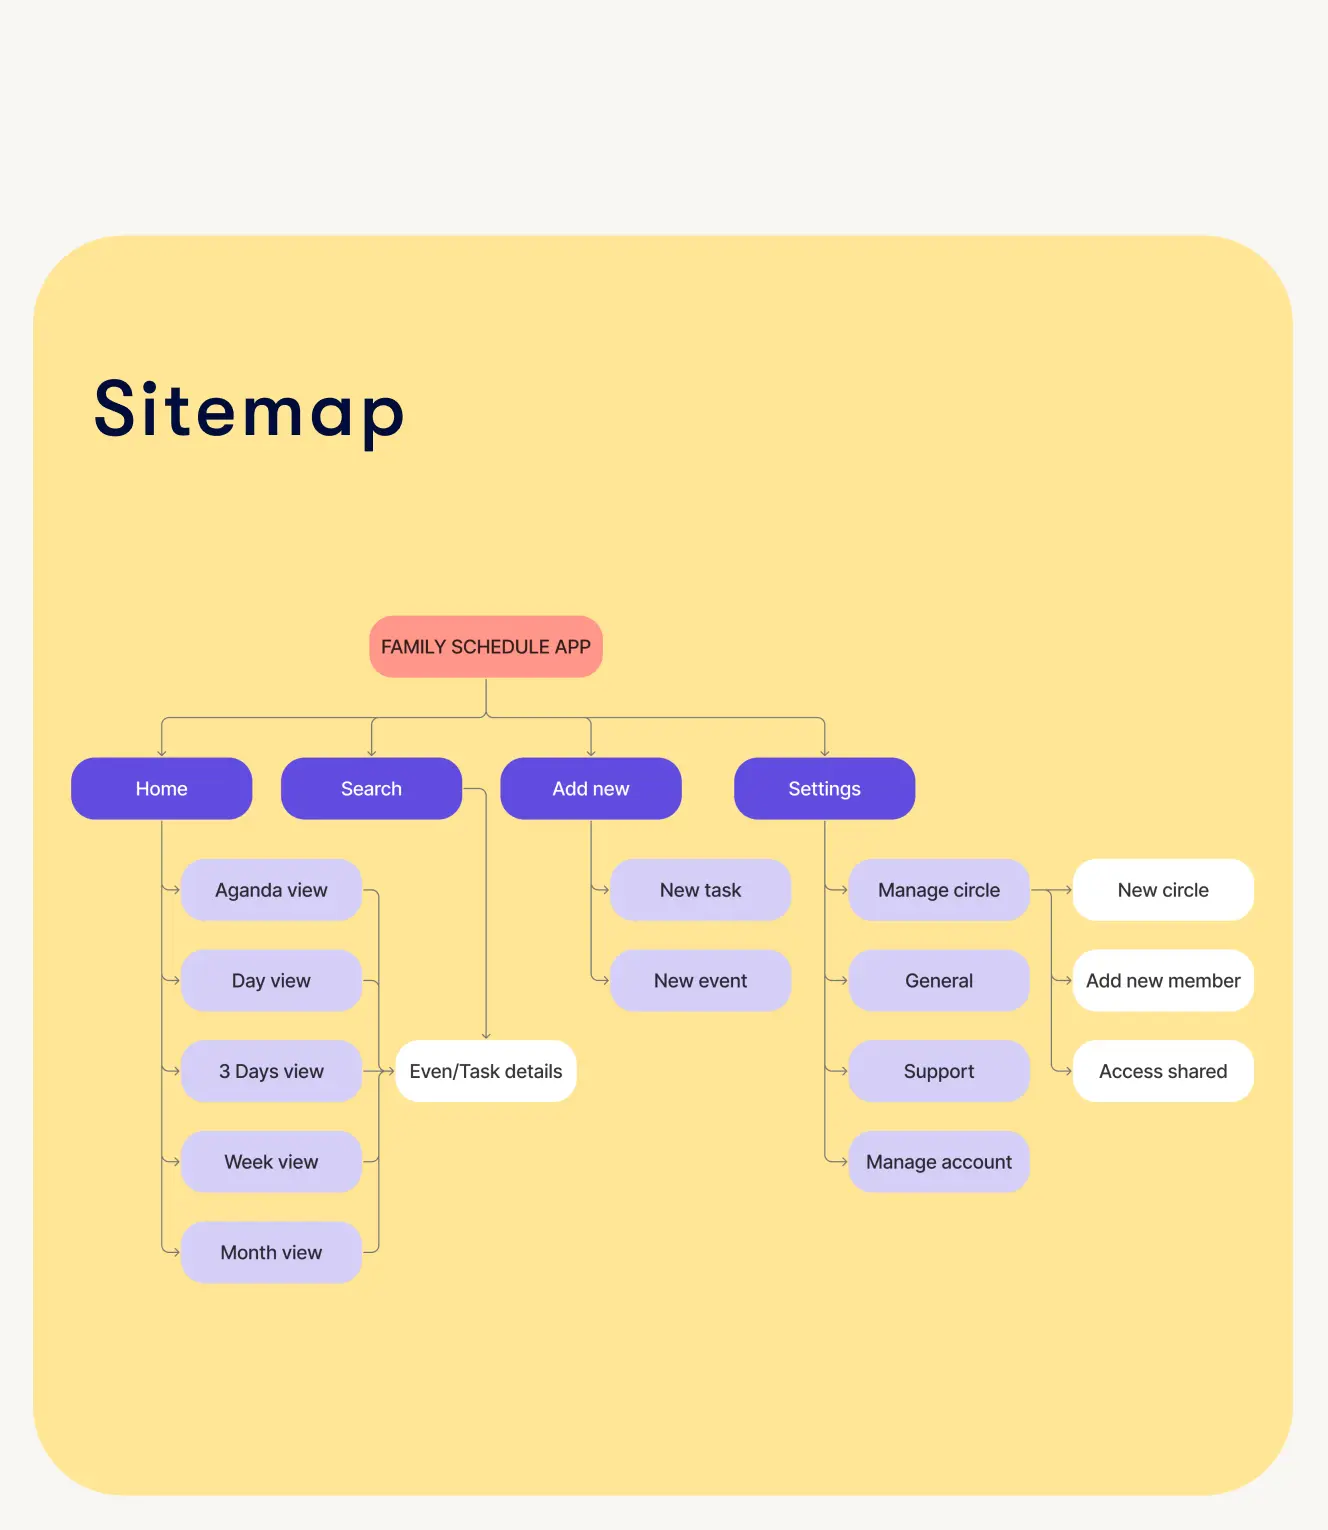 Sitemap
FAMILY SCHEDULE APP
Home
Search
Add new
Settings
Aganda view
New task
Manage circle
New circle
Day view
New event
General
Add new member
3 Days view
Even/Task details
Support
Access shared
Week view
Manage account
Month view